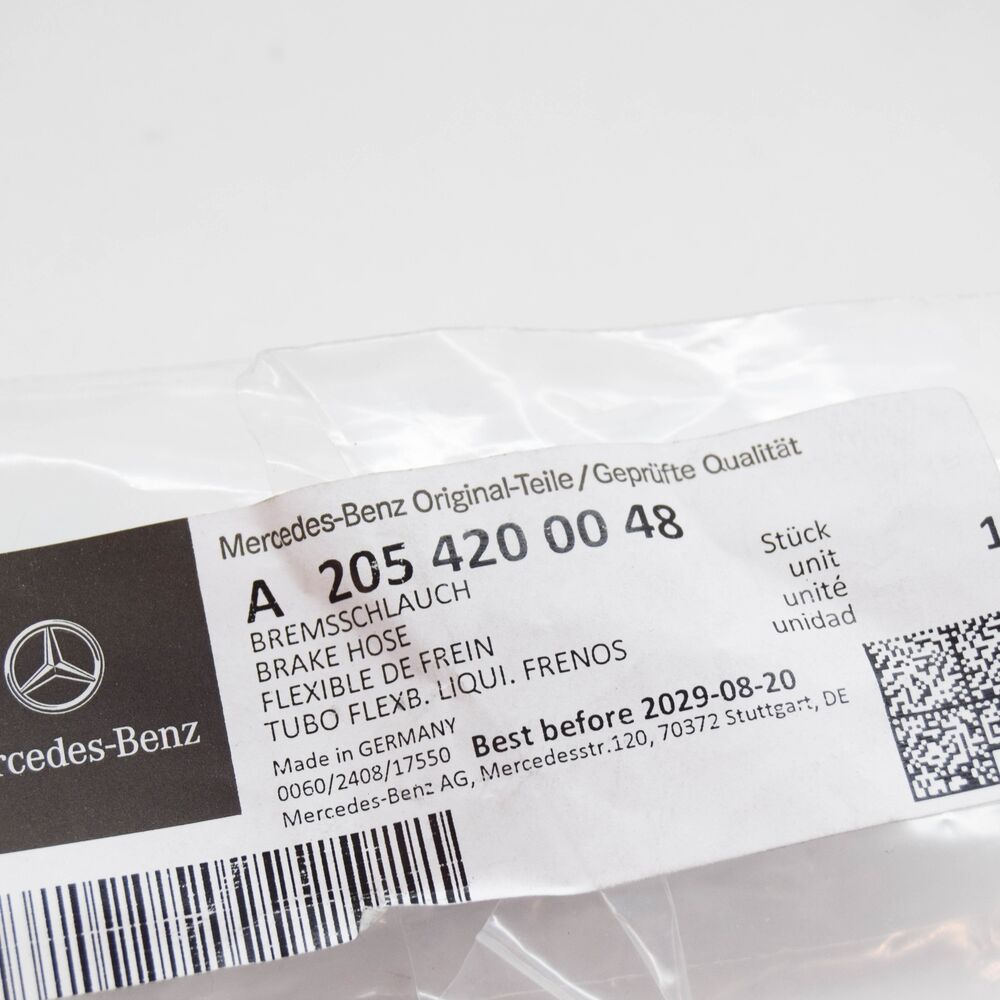 Mercedes-Benz Original-Teile/Geprüfte Qualität
A 205 420 00 48
Stück 1
unit
unité
unidad
BREMSSCHLAUCH
BRAKE HOSE
FLEXIBLE DE FREIN
TUBO FLEXB. LIQUI. FRENOS
Made in GERMANY
0060/2408/17550
Best before 2029-08-20
Mercedes-Benz AG, Mercedesstr.120, 70372 Stuttgart, DE
rcedes-Benz